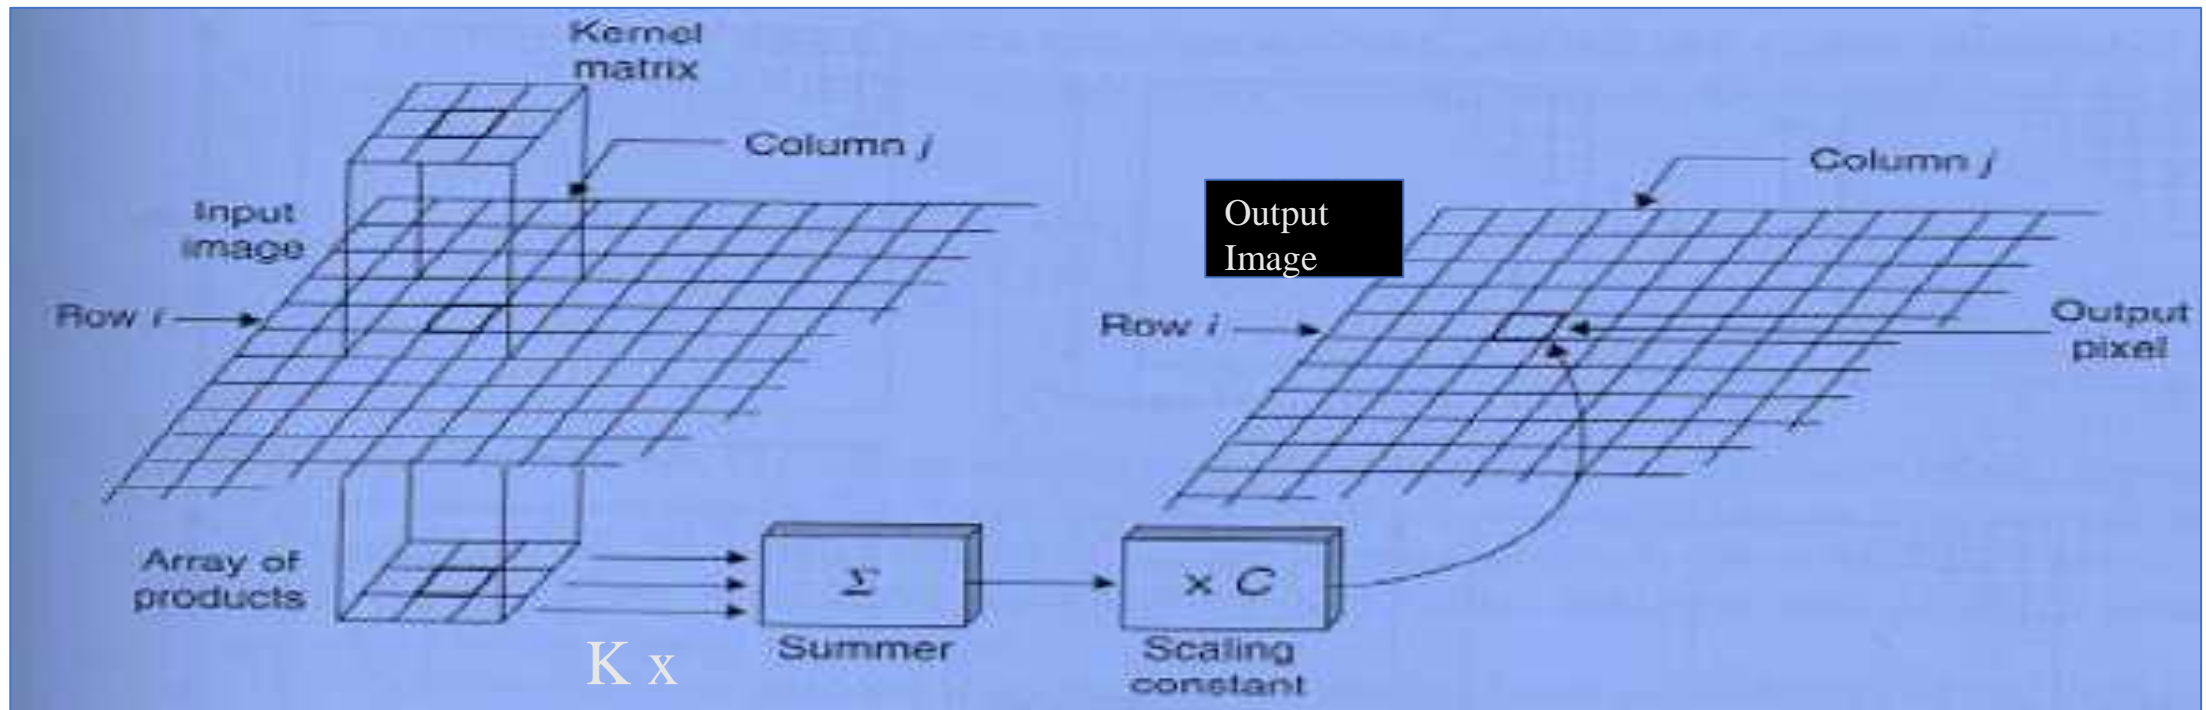 Kernel
matrix
Column j
Input
image
Row i
Array of
products
K x
Σ
Summer
× C
Scaling
constant
Output
Image
Column j
Row i
Output
pixel